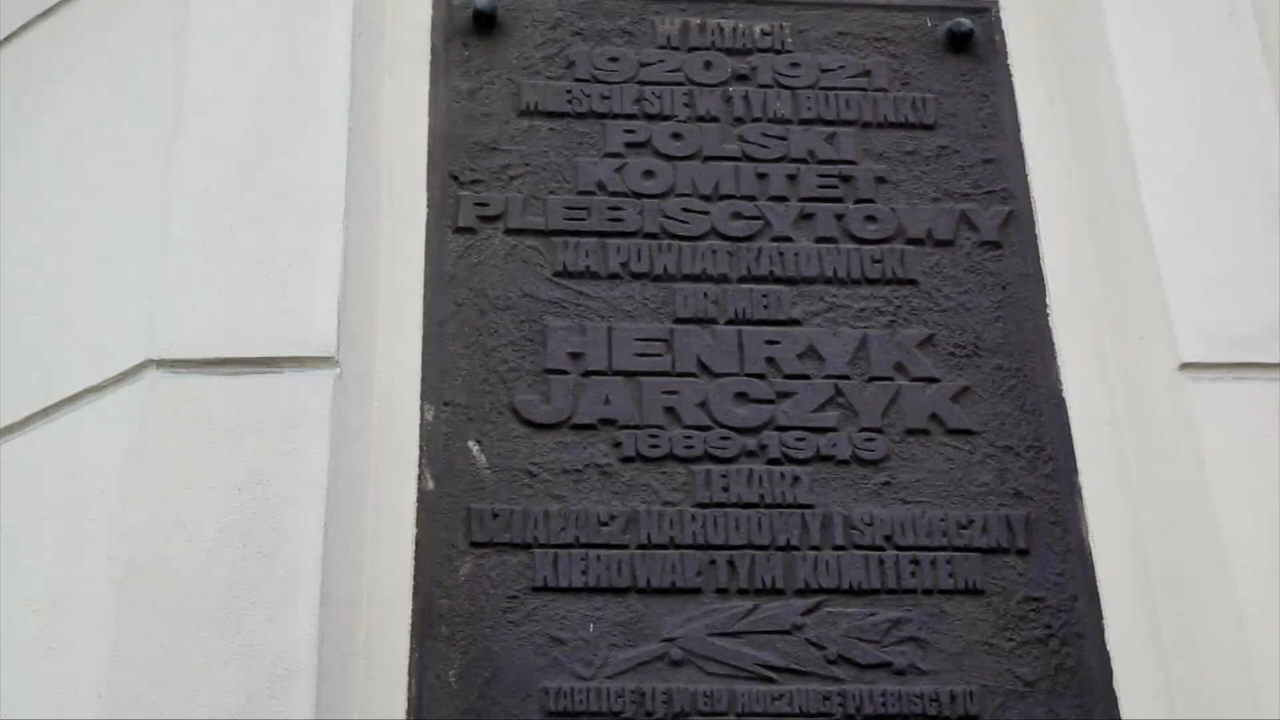 W LATACH
1920-1921
MIEŚCIŁ SIĘ W TYM BUDYNKU
POLSKI
KOMITET
PLEBISCYTOWY
NA POWIAT KATOWICKI
DR MED.
HENRYK
JARCZYK
1889-1949
LEKARZ
DZIAŁACZ NARODOWY I SPOŁECZNY
KIEROWAŁ TYM KOMITETEM
TABLICĘ TĘ W 60 ROCZNICĘ PLEBISCYTU